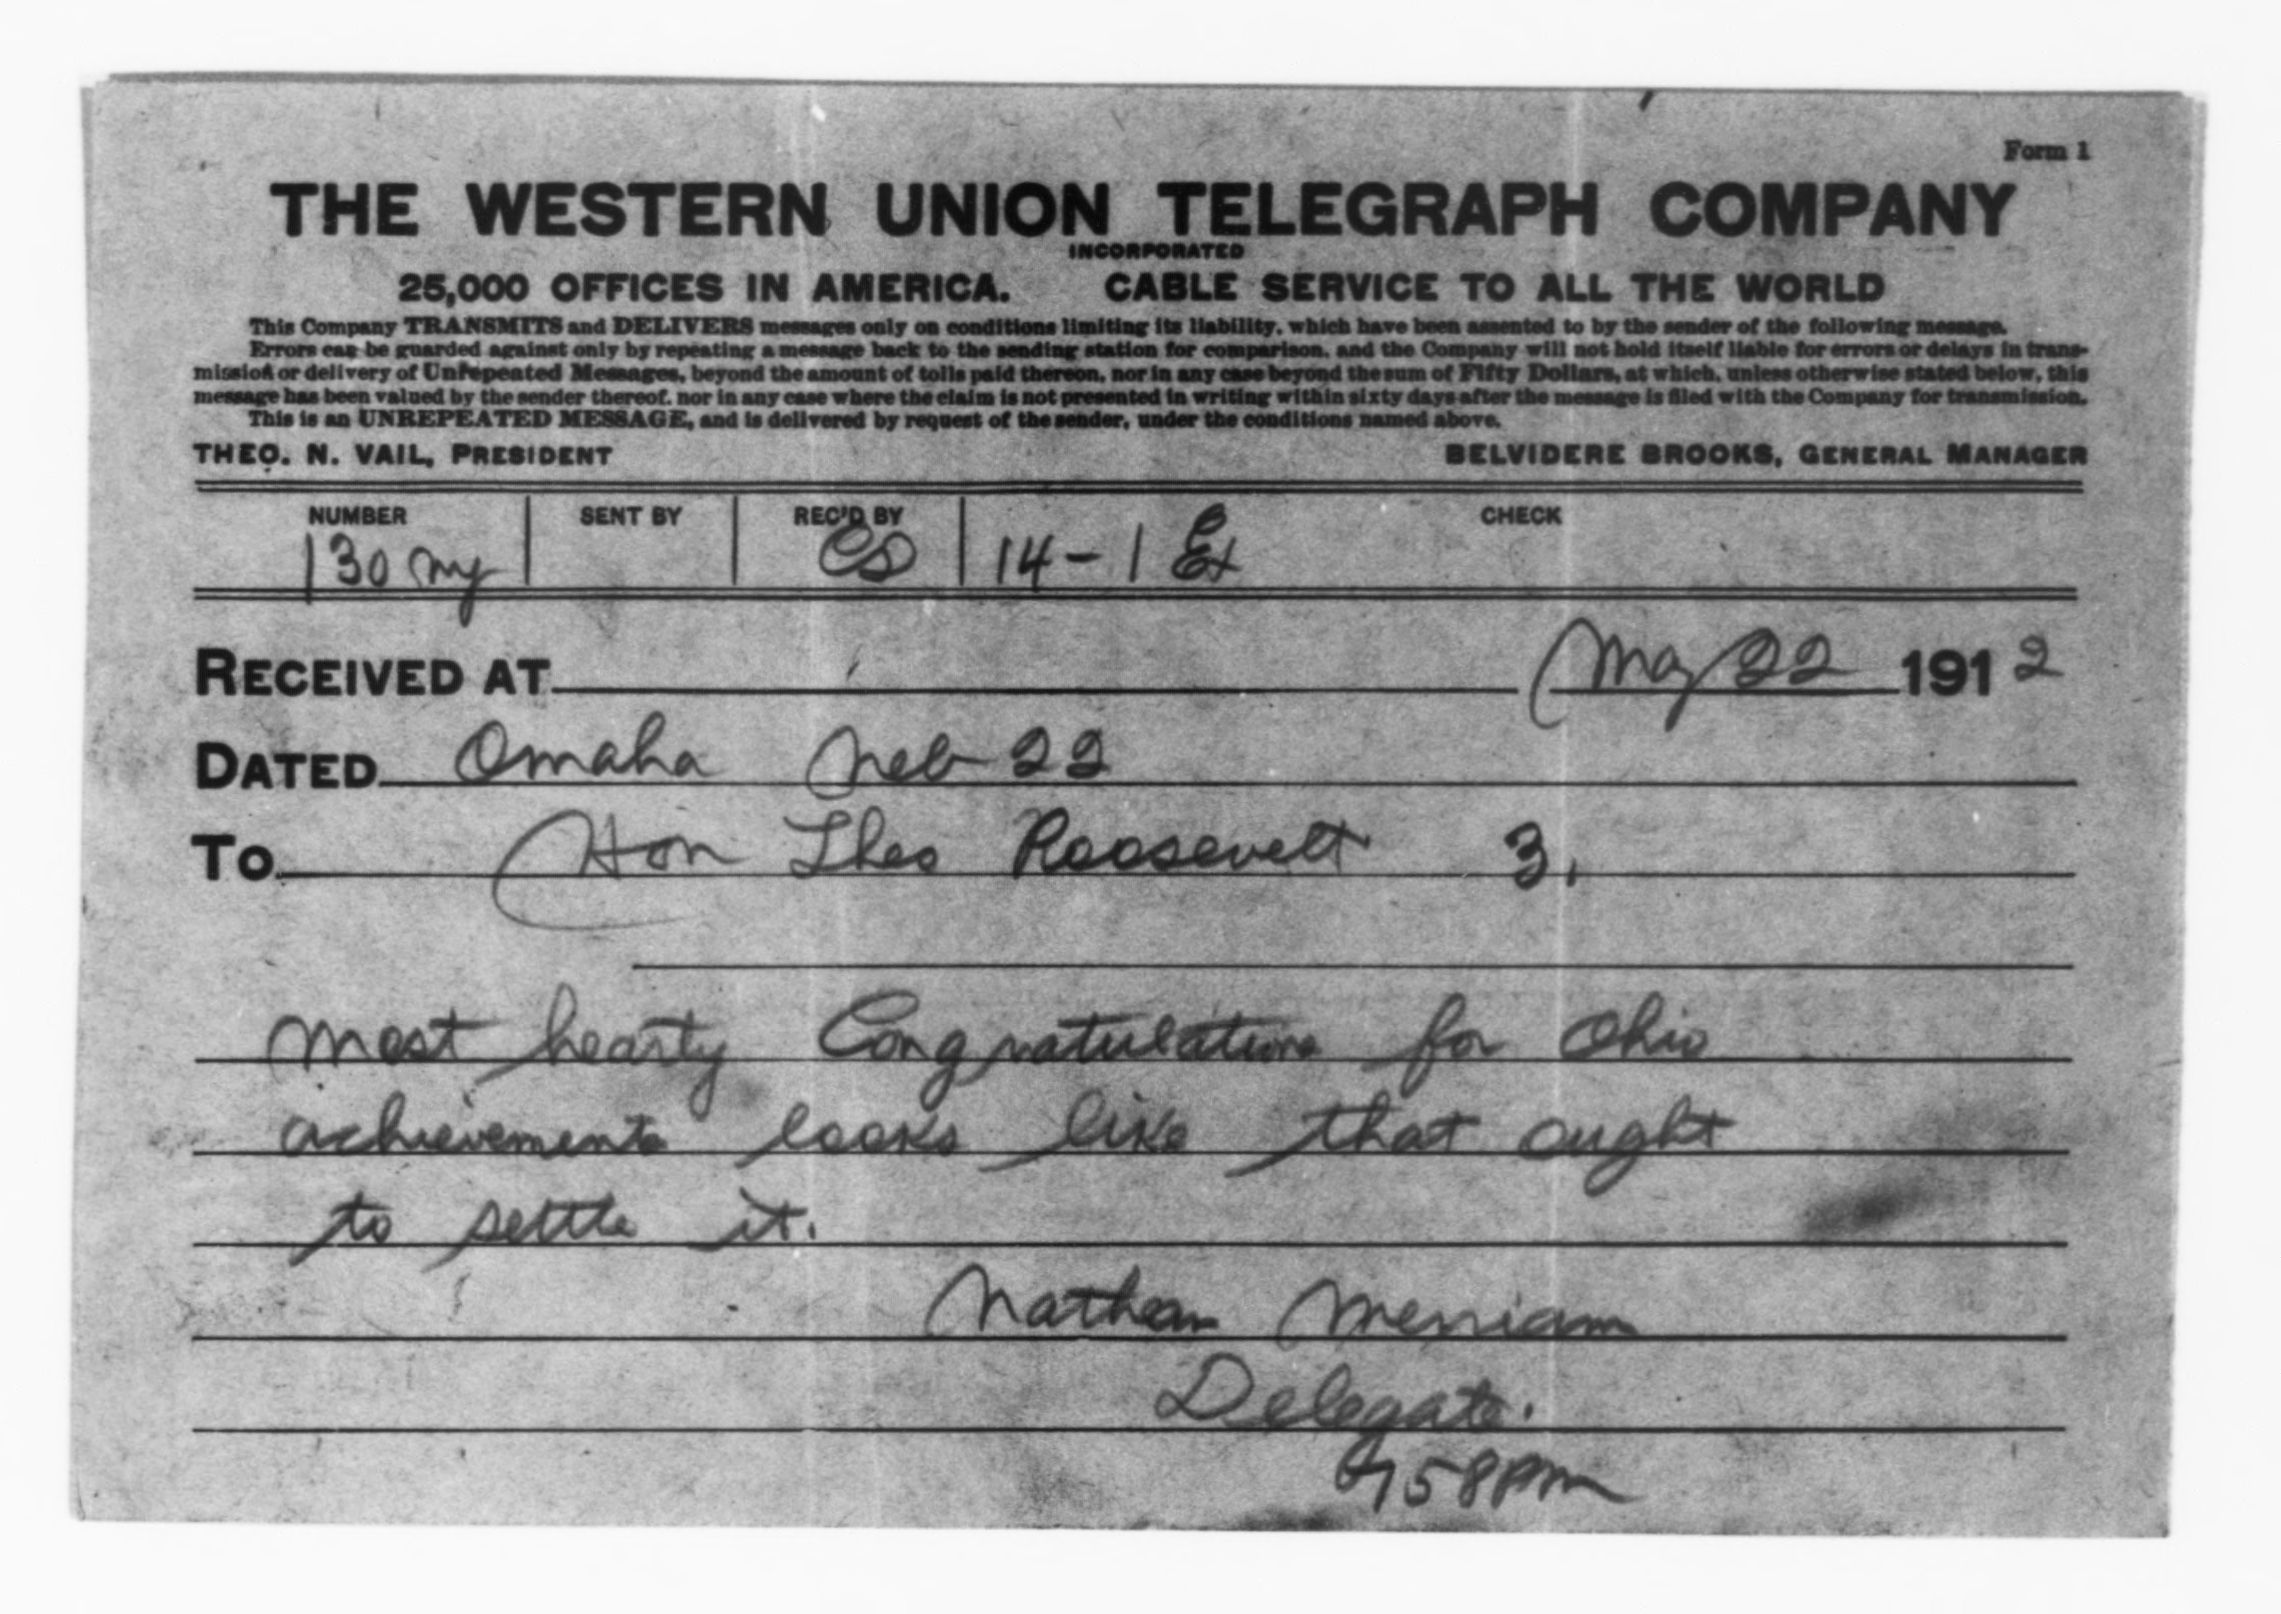 Form 1
THE WESTERN UNION TELEGRAPH COMPANY
INCORPORATED
25,000 OFFICES IN AMERICA. CABLE SERVICE TO ALL THE WORLD
This Company TRANSMITS and DELIVERS messages only on conditions limiting its liability, which have been assented to by the sender of the following message.
Errors can be guarded against only by repeating a message back to the sending station for comparison, and the Company will not hold itself liable for errors or delays in trans-
mission or delivery of Unrepeated Messages, beyond the amount of tolls paid thereon, nor in any case beyond the sum of Fifty Dollars, at which, unless otherwise stated below, this
message has been valued by the sender thereof, nor in any case where the claim is not presented in writing within sixty days after the message is filed with the Company for transmission.
This is an UNREPEATED MESSAGE, and is delivered by request of the sender, under the conditions named above.
THEO. N. VAIL, PRESIDENT BELVIDERE BROOKS, GENERAL MANAGER
NUMBER SENT BY REC'D BY CHECK
130 my CS 14-1 Ex
RECEIVED AT May 22 1912
DATED Omaha Neb 22
To Hon Theo Roosevelt 3.
Most hearty Congratulations for Ohio
achievements looks like that ought
to settle it.
Nathan Merriam
Delegate.
758PM